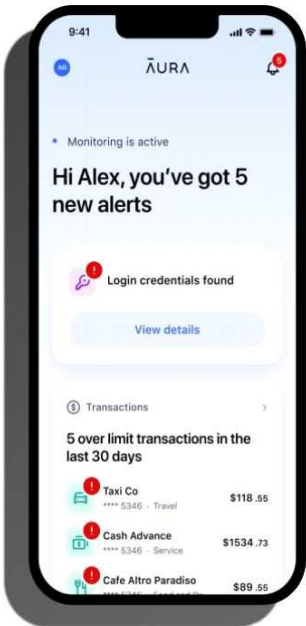 9:41
AG
ĀURA
5
Monitoring is active
Hi Alex, you've got 5
new alerts
!
Login credentials found
View details
$ Transactions >
5 over limit transactions in the
last 30 days
!
Taxi Co
**** 5346 · Travel
$118.55
!
Cash Advance
**** 5346 · Service
$1534.73
!
Cafe Altro Paradiso
$89.55